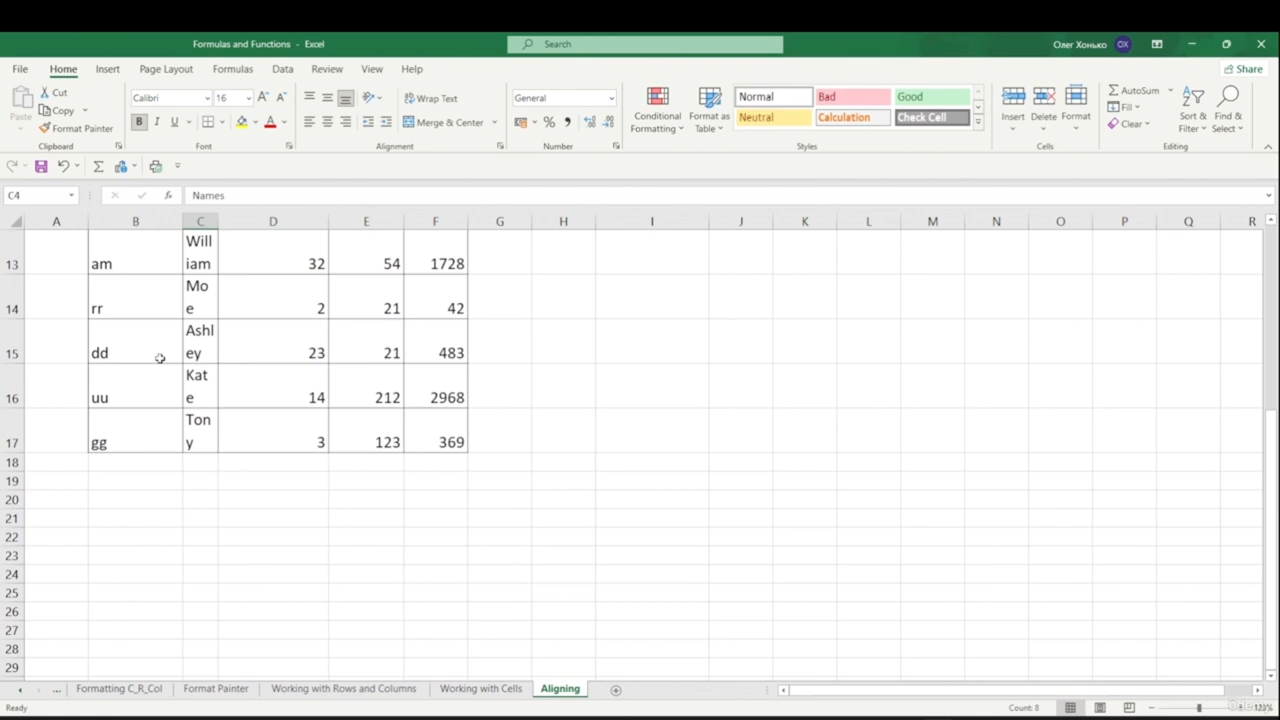 Formulas and Functions - Excel
Search
Олег Хонько
ОХ
File Home Insert Page Layout Formulas Data Review View Help
Share
Paste
Cut
Copy
Format Painter
Clipboard
Calibri 16
B I U
Font
Wrap Text
Merge & Center
Alignment
General
Number
Conditional Formatting
Format as Table
Normal Bad Good
Neutral Calculation Check Cell
Styles
Insert Delete Format
Cells
AutoSum
Fill
Clear
Sort & Filter
Find & Select
Editing
C4 Names
A B C D E F G H I J K L M N O P Q R
13 am William 32 54 1728
14 rr Moe 2 21 42
15 dd Ashley 23 21 483
16 uu Kate 14 212 2968
17 gg Tony 3 123 369
18
19
20
21
22
23
24
25
26
27
28
29
... Formatting C_R_Col Format Painter Working with Rows and Columns Working with Cells Aligning
Ready Count: 8